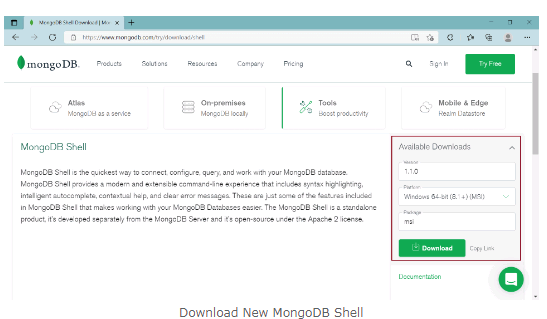 MongoDB Shell Download | Mon
http://www.mongodb.com/try/download/shell
mongoDB. Products Solutions Resources Company Pricing Sign In Try Free
Atlas
MongoDB as a service
On-premises
MongoDB locally
Tools
Boost productivity
Mobile & Edge
Realm Datastore
MongoDB Shell
MongoDB Shell is the quickest way to connect, configure, query, and work with your MongoDB database.
MongoDB Shell provides a modern and extensible command-line experience that includes syntax highlighting,
intelligent autocomplete, contextual help, and clear error messages. These are just some of the features included
in MongoDB Shell that makes working with your MongoDB Databases easier. The MongoDB Shell is a standalone
product, it's developed separately from the MongoDB Server and it's open-source under the Apache 2 license.
Available Downloads
Version
1.1.0
Platform
Windows 64-bit (8.1+) (MSI)
Package
msi
Download Copy Link
Documentation
Download New MongoDB Shell